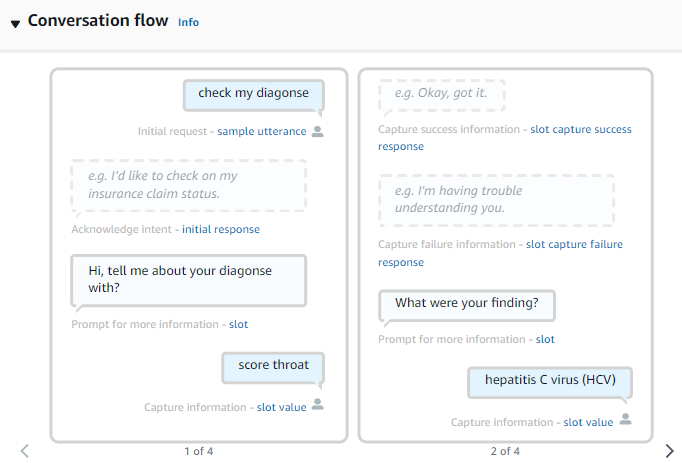 Conversation flow Info
check my diagonse
Initial request - sample utterance
e.g. I'd like to check on my
insurance claim status.
Acknowledge intent - initial response
Hi, tell me about your diagonse
with?
Prompt for more information - slot
score throat
Capture information - slot value
1 of 4
e.g. Okay, got it.
Capture success information - slot capture success
response
e.g. I'm having trouble
understanding you.
Capture failure information - slot capture failure
response
What were your finding?
Prompt for more information - slot
hepatitis C virus (HCV)
Capture information - slot value
2 of 4